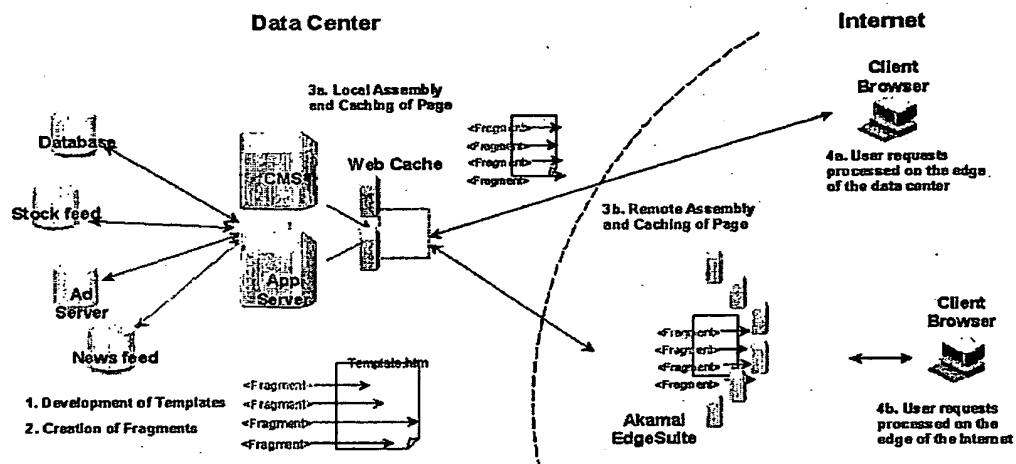 Data Center
Internet
3a. Local Assembly
and Caching of Page
Client
Browser
Database
<Fragment>
<Fragment>
<Fragment>
<Fragment>
CMS
Web Cache
4a. User requests
processed on the edge
of the data center
Stock feed
3b. Remote Assembly
and Caching of Page
App
Server
Ad
Server
Client
Browser
<Fragment>
<Fragment>
<Fragment>
<Fragment>
News feed
Template.htm
<Fragment>
<Fragment>
<Fragment>
<Fragment>
1. Development of Templates
2. Creation of Fragments
Akamai
EdgeSuite
4b. User requests
processed on the
edge of the Internet